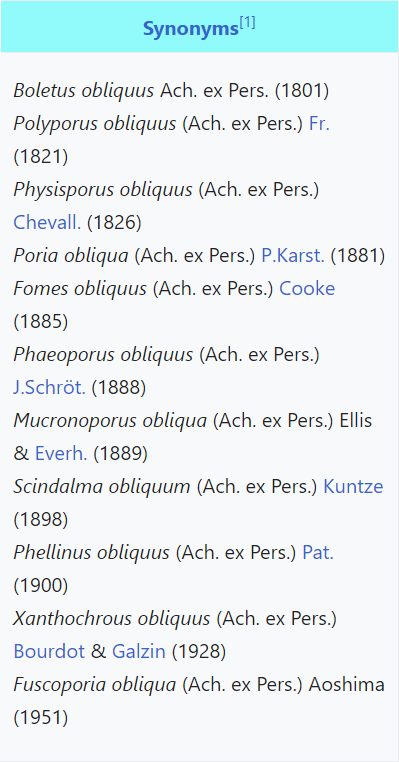 Synonyms[1]
Boletus obliquus Ach. ex Pers. (1801)
Polyporus obliquus (Ach. ex Pers.) Fr.
(1821)
Physisporus obliquus (Ach. ex Pers.)
Chevall. (1826)
Poria obliqua (Ach. ex Pers.) P.Karst. (1881)
Fomes obliquus (Ach. ex Pers.) Cooke
(1885)
Phaeoporus obliquus (Ach. ex Pers.)
J.Schröt. (1888)
Mucronoporus obliqua (Ach. ex Pers.) Ellis
& Everh. (1889)
Scindalma obliquum (Ach. ex Pers.) Kuntze
(1898)
Phellinus obliquus (Ach. ex Pers.) Pat.
(1900)
Xanthochrous obliquus (Ach. ex Pers.)
Bourdot & Galzin (1928)
Fuscoporia obliqua (Ach. ex Pers.) Aoshima
(1951)